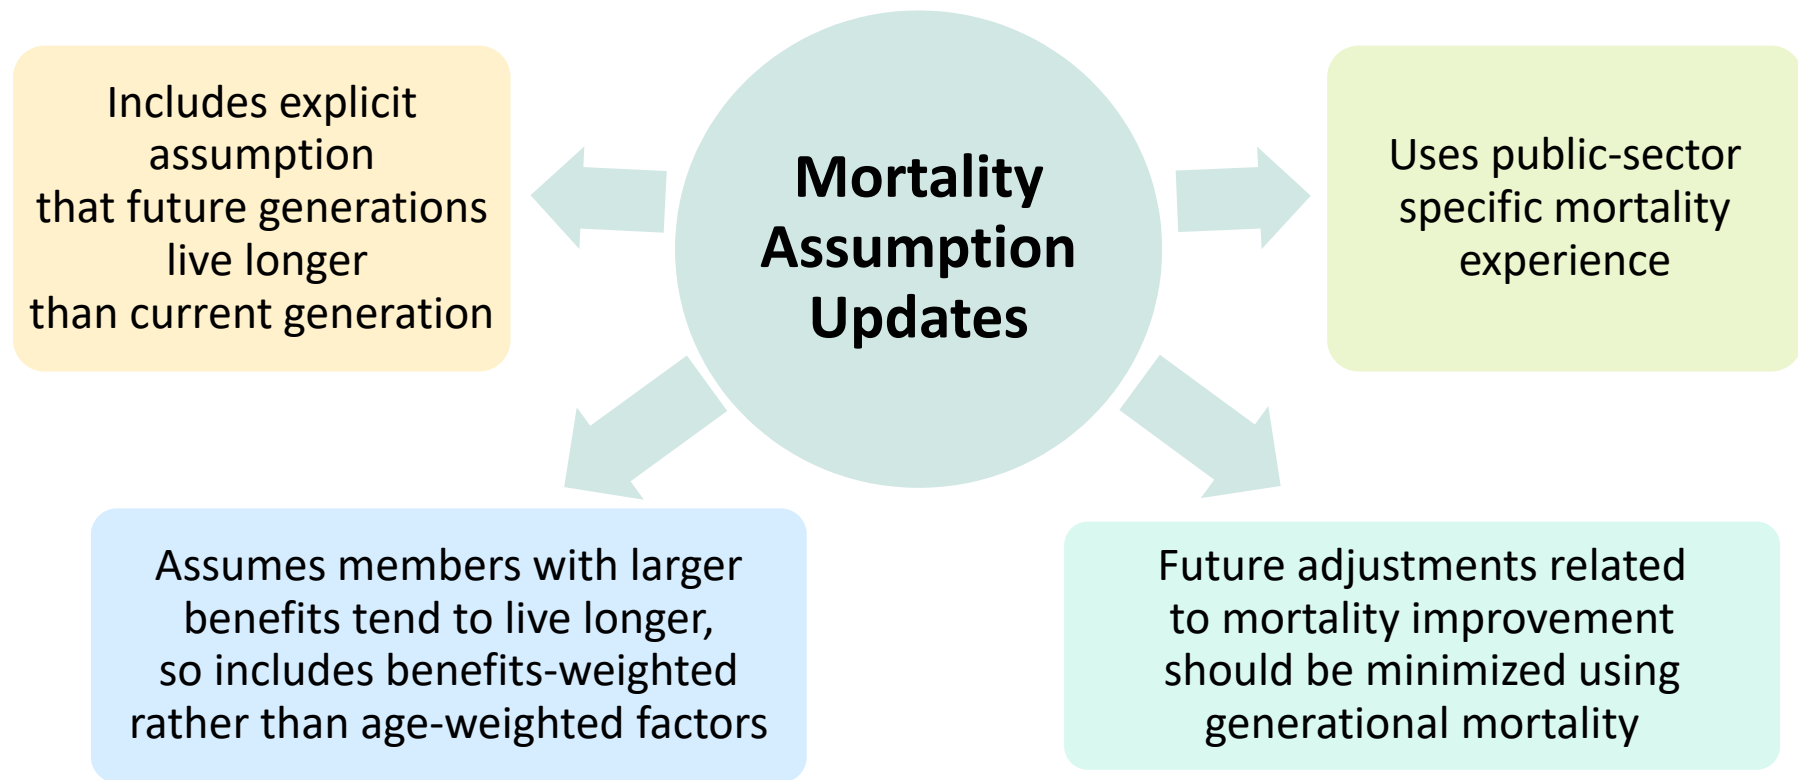 Mortality
Assumption
Updates
Includes explicit
assumption
that future generations
live longer
than current generation
Uses public-sector
specific mortality
experience
Assumes members with larger
benefits tend to live longer,
so includes benefits-weighted
rather than age-weighted factors
Future adjustments related
to mortality improvement
should be minimized using
generational mortality